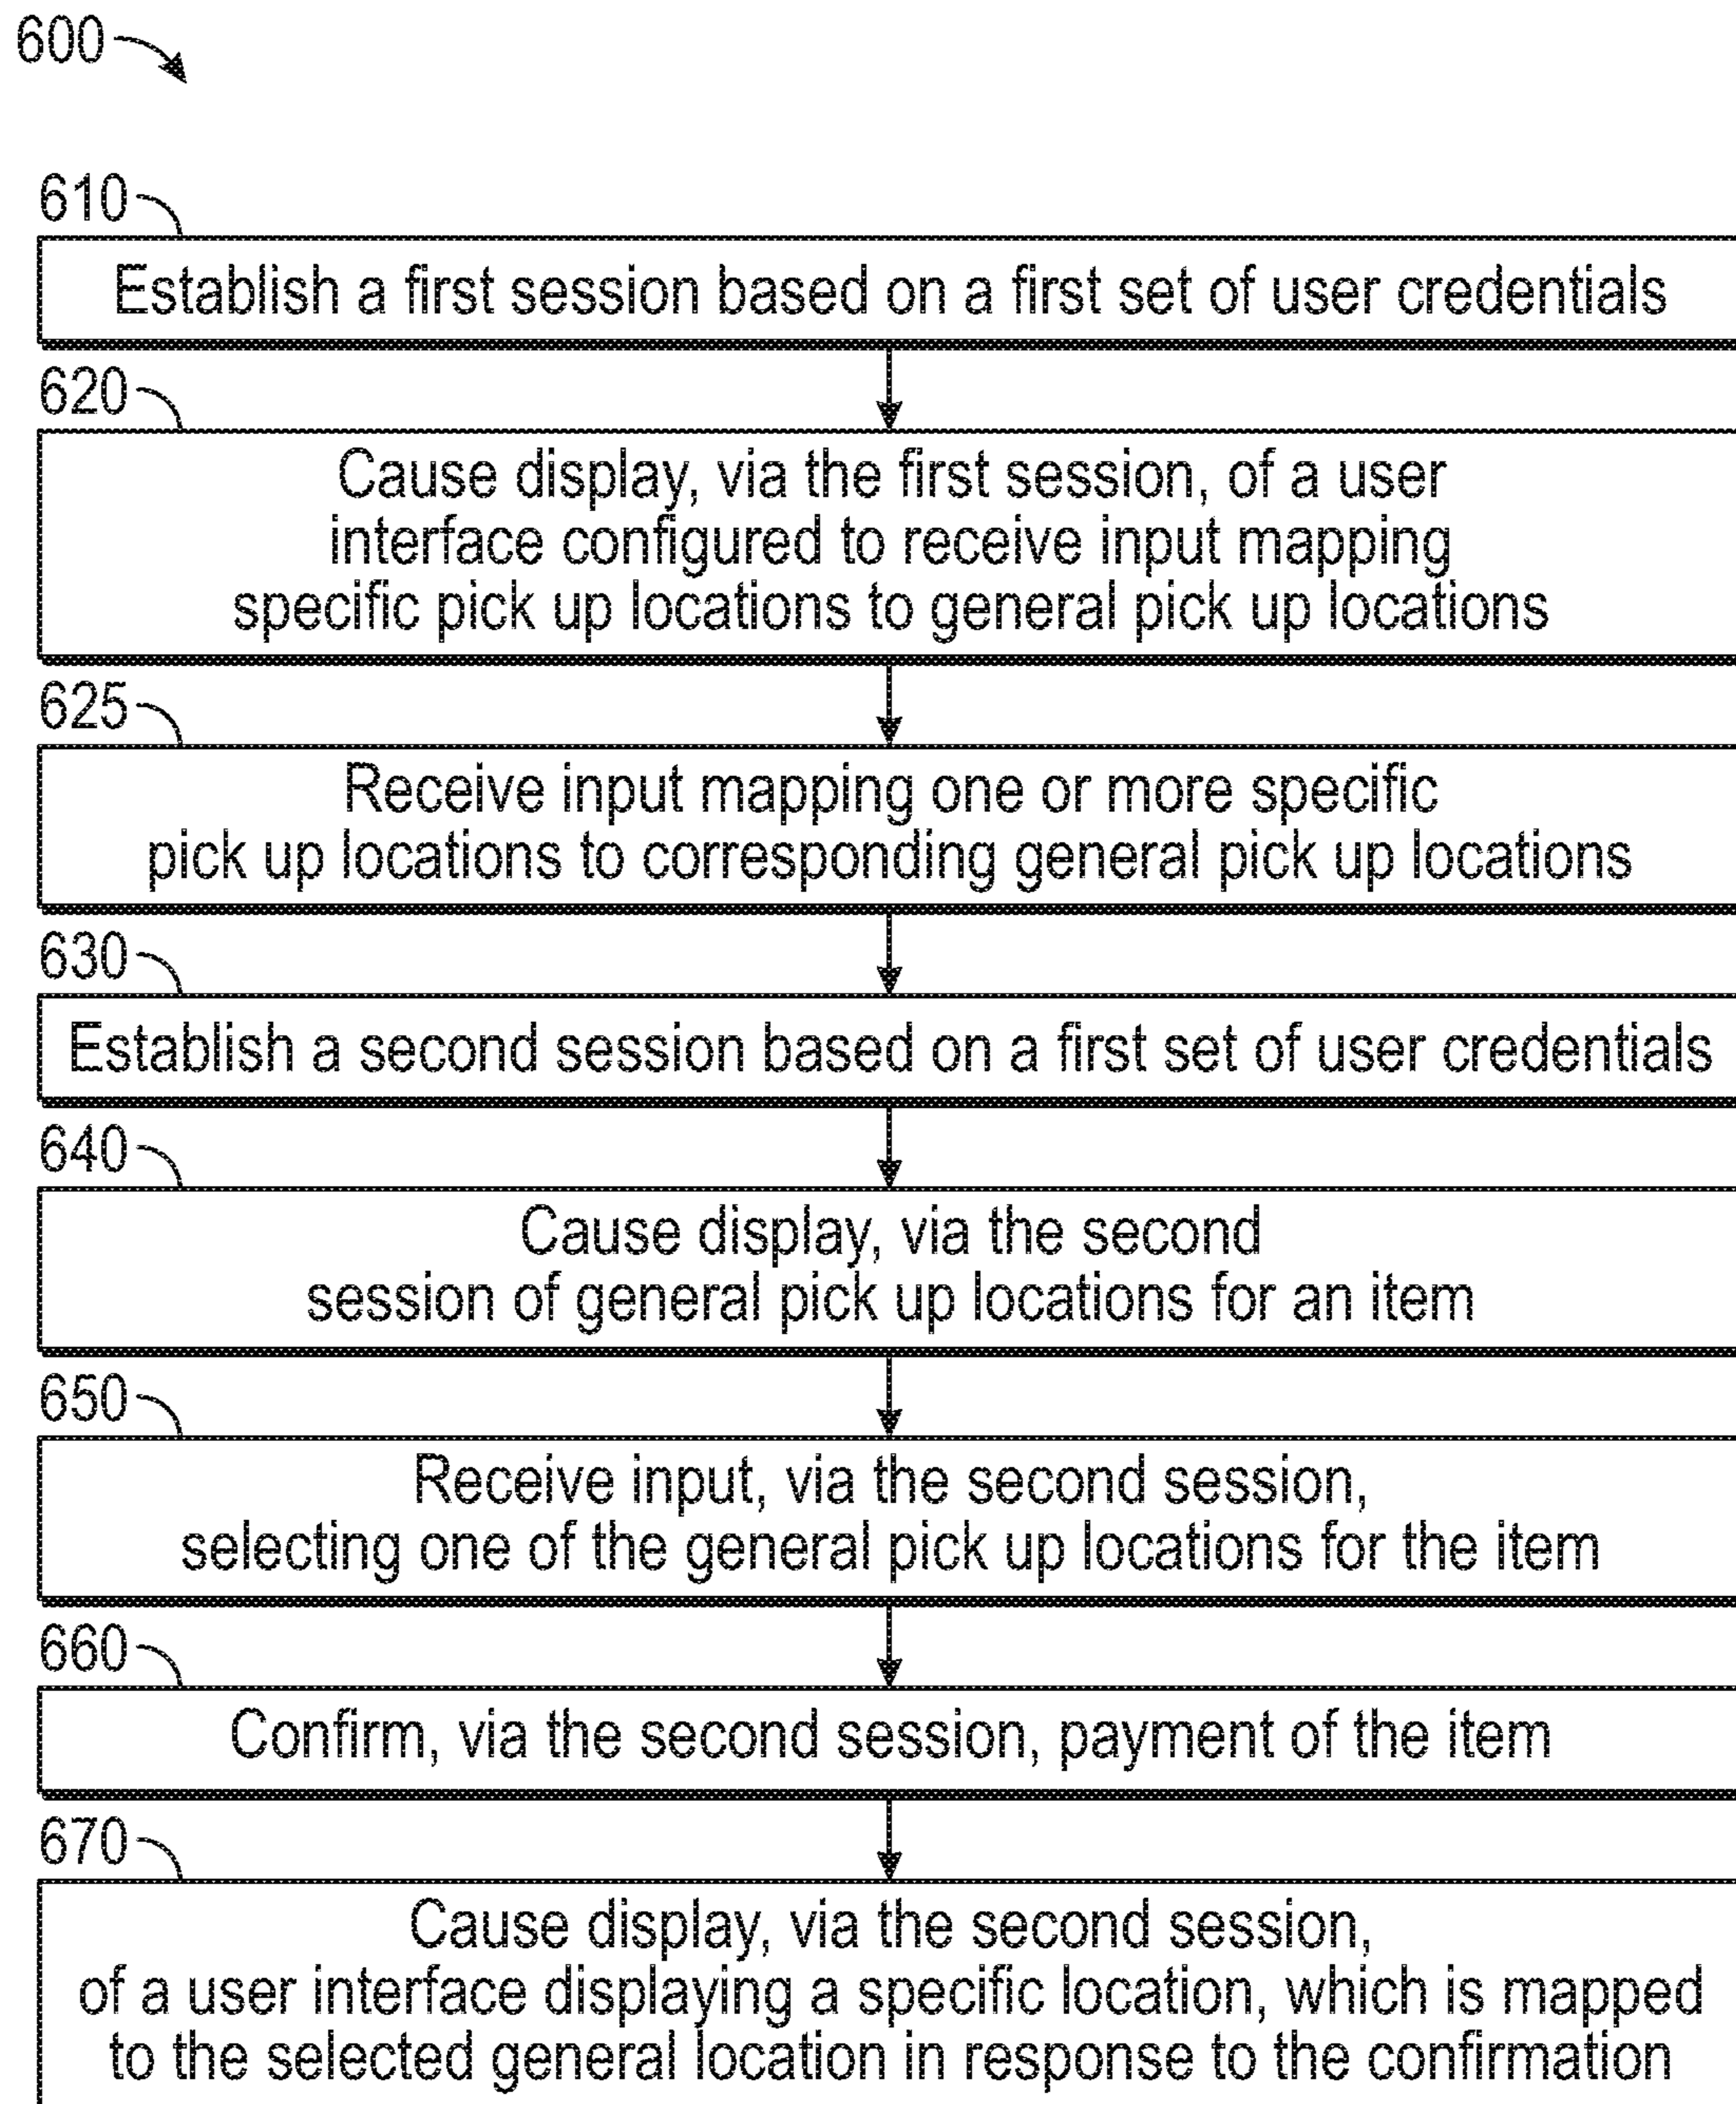 600
610
Establish a first session based on a first set of user credentials
620
Cause display, via the first session, of a user
interface configured to receive input mapping
specific pick up locations to general pick up locations
625
Receive input mapping one or more specific
pick up locations to corresponding general pick up locations
630
Establish a second session based on a first set of user credentials
640
Cause display, via the second
session of general pick up locations for an item
650
Receive input, via the second session,
selecting one of the general pick up locations for the item
660
Confirm, via the second session, payment of the item
670
Cause display, via the second session,
of a user interface displaying a specific location, which is mapped
to the selected general location in response to the confirmation